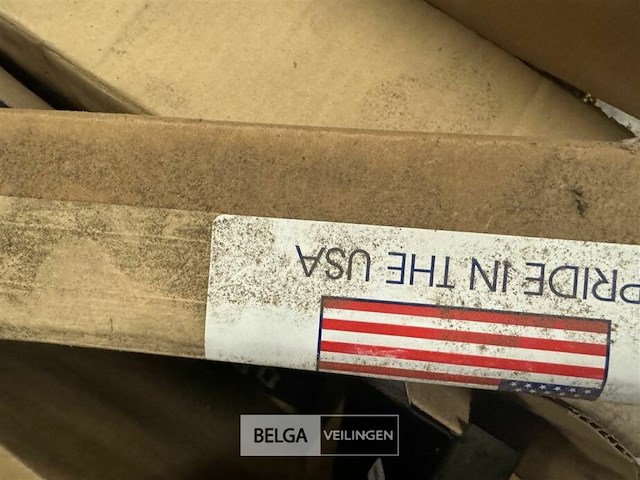 PRIDE IN THE USA
BELGA VEILINGEN